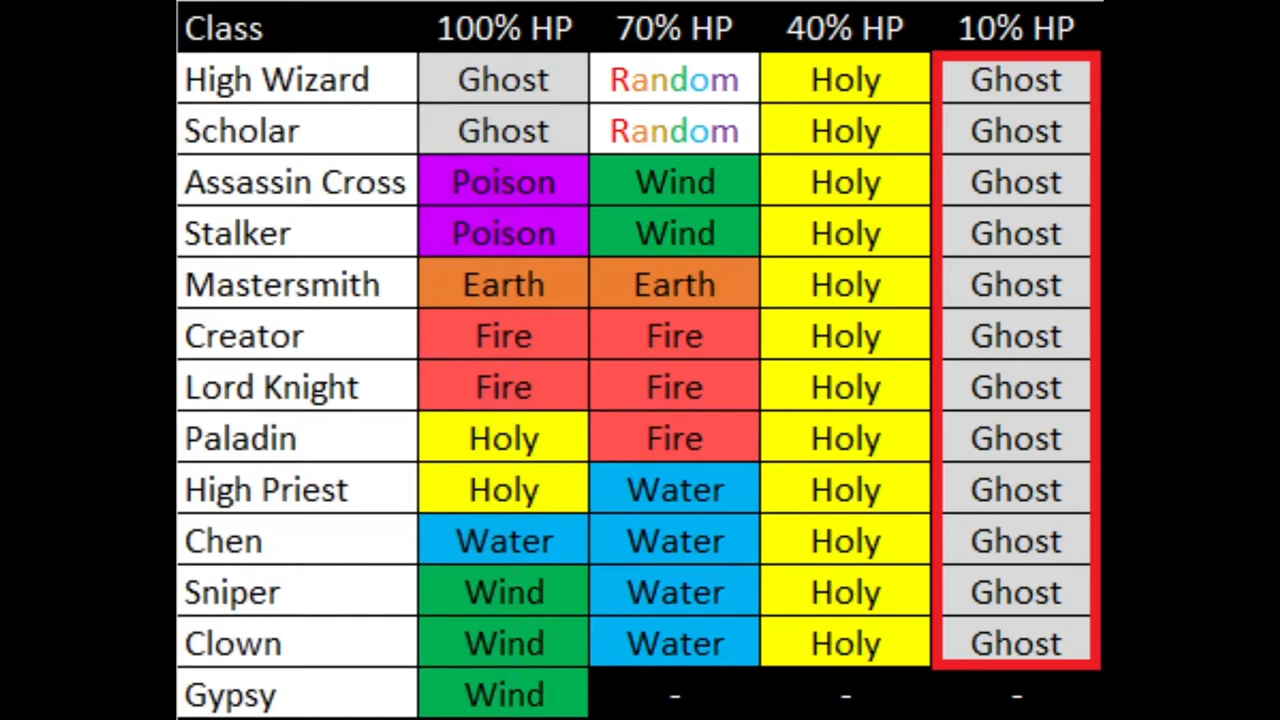 Class 100% HP 70% HP 40% HP 10% HP
High Wizard Ghost Random Holy Ghost
Scholar Ghost Random Holy Ghost
Assassin Cross Poison Wind Holy Ghost
Stalker Poison Wind Holy Ghost
Mastersmith Earth Earth Holy Ghost
Creator Fire Fire Holy Ghost
Lord Knight Fire Fire Holy Ghost
Paladin Holy Fire Holy Ghost
High Priest Holy Water Holy Ghost
Chen Water Water Holy Ghost
Sniper Wind Water Holy Ghost
Clown Wind Water Holy Ghost
Gypsy Wind - - -